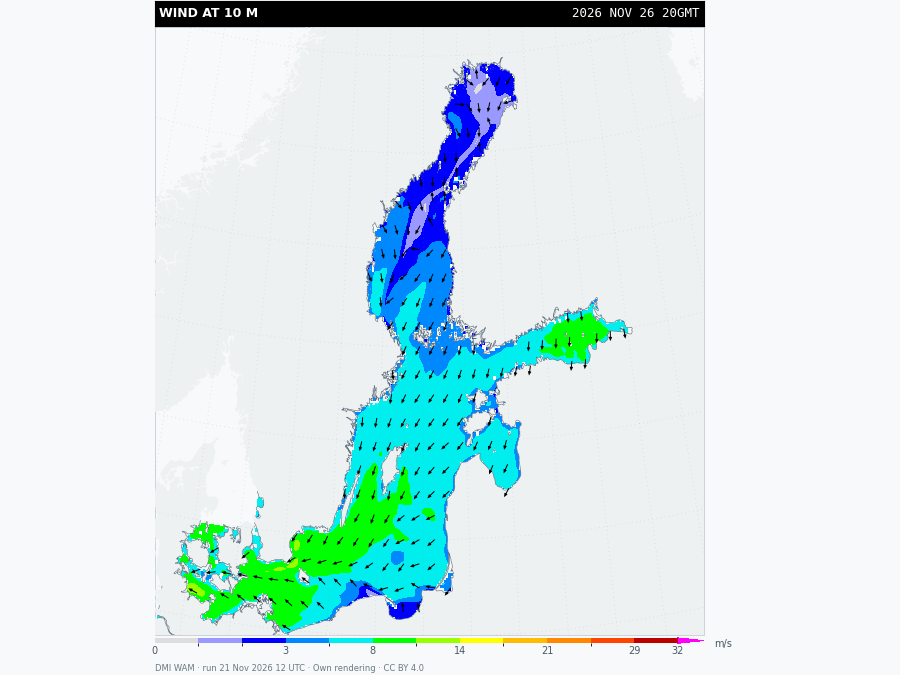 WIND AT 10 M 2026 NOV 26 20GMT
0 3 8 14 21 29 32 m/s
DMI WAM · run 21 Nov 2026 12 UTC · Own rendering · CC BY 4.0